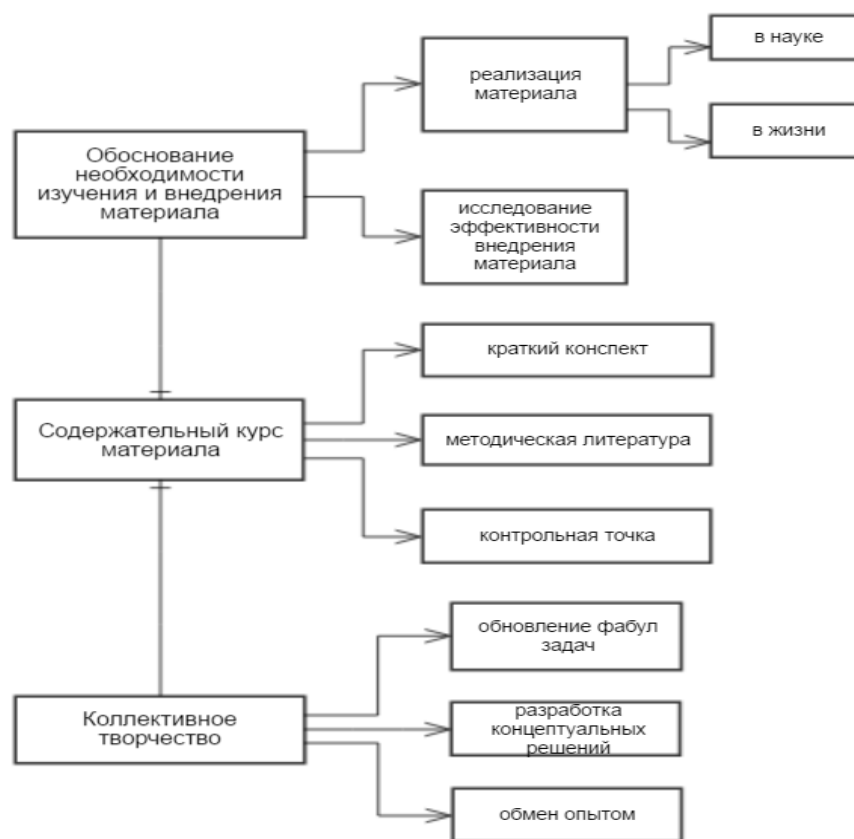 в науке
реализация
материала
в жизни
Обоснование
необходимости
изучения и внедрения
материала
исследование
эффективности
внедрения
материала
краткий конспект
Содержательный курс
материала
методическая литература
контрольная точка
обновление фабул
задач
Коллективное
творчество
разработка
концептуальных
решений
обмен опытом